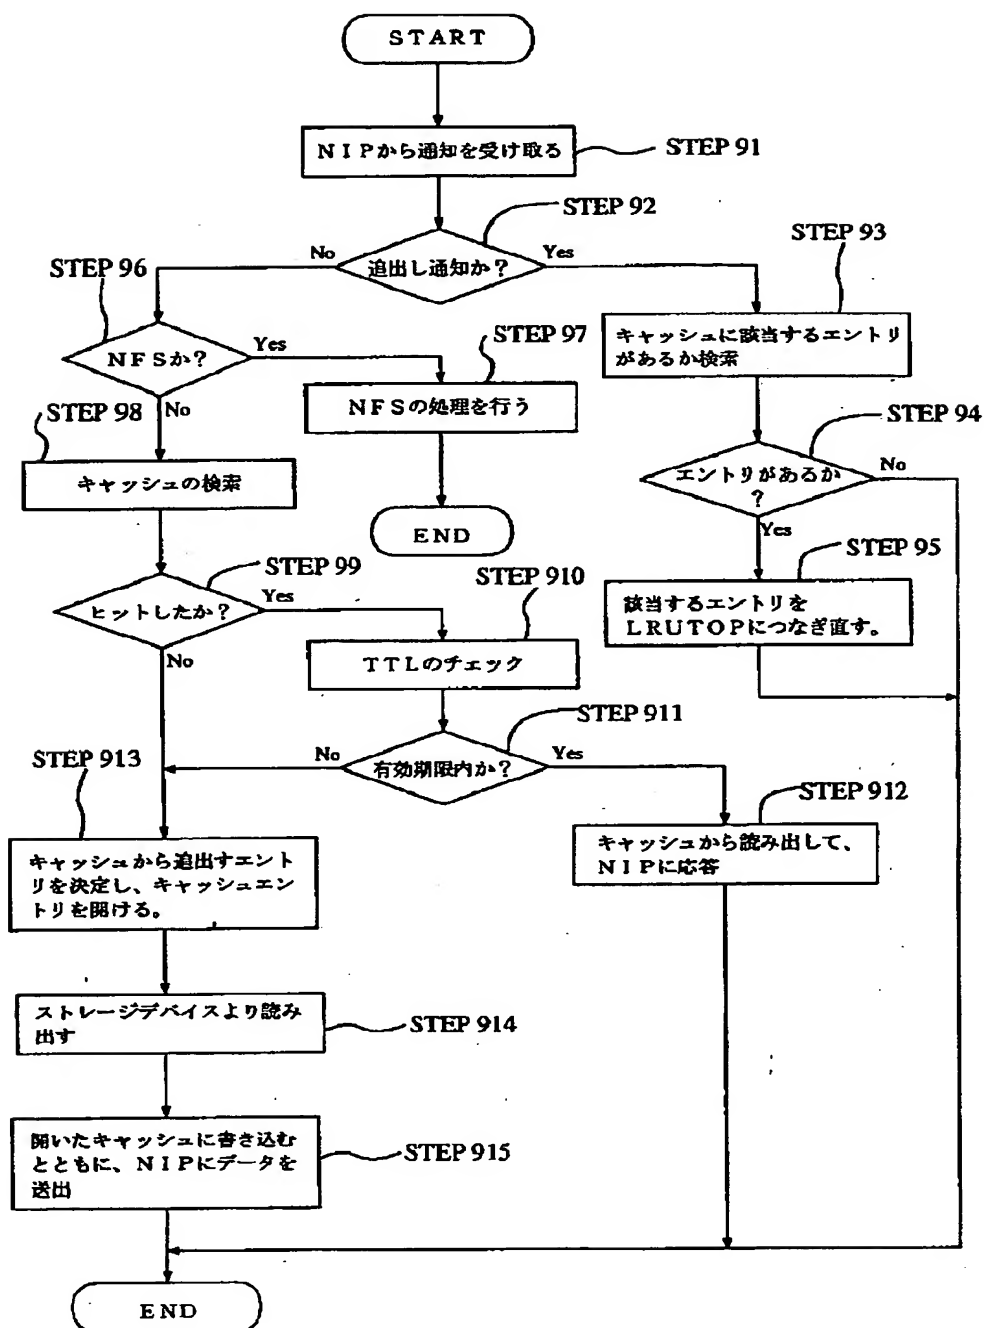 START
NIPから通知を受け取る
STEP 91
STEP 92
追出し通知か?
No
Yes
STEP 93
キャッシュに該当するエントリ
があるか検索
STEP 94
エントリがあるか
?
No
Yes
STEP 95
該当するエントリを
LRUTOPにつなぎ直す。
STEP 96
NFSか?
Yes
No
STEP 97
NFSの処理を行う
END
STEP 98
キャッシュの検索
STEP 99
ヒットしたか?
Yes
No
STEP 910
TTLのチェック
STEP 911
有効期限内か?
No
Yes
STEP 912
キャッシュから読み出して、
NIPに応答
STEP 913
キャッシュから追出すエント
リを決定し、キャッシュエン
トリを開ける。
ストレージデバイスより読み
出す
STEP 914
開いたキャッシュに書き込む
とともに、NIPにデータを
送出
STEP 915
END